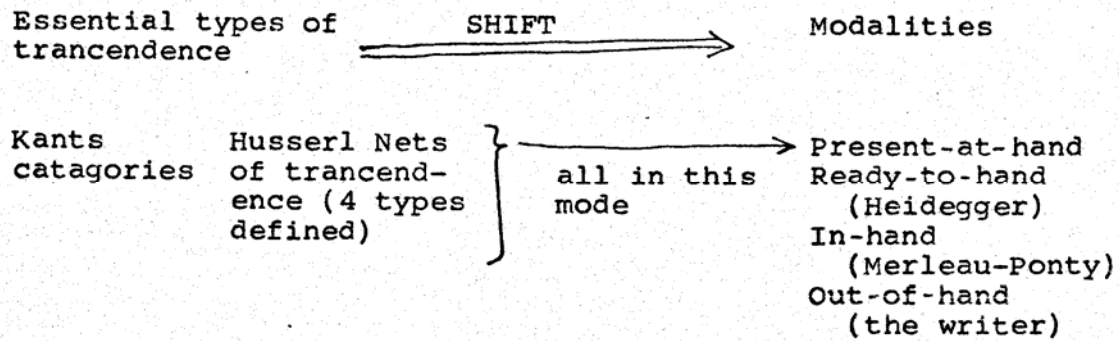 Essential types of
trancendence
SHIFT
Modalities
Kants
catagories
Husserl Nets
of trancend-
ence (4 types
defined)
all in this
mode
Present-at-hand
Ready-to-hand
(Heidegger)
In-hand
(Merleau-Ponty)
Out-of-hand
(the writer)